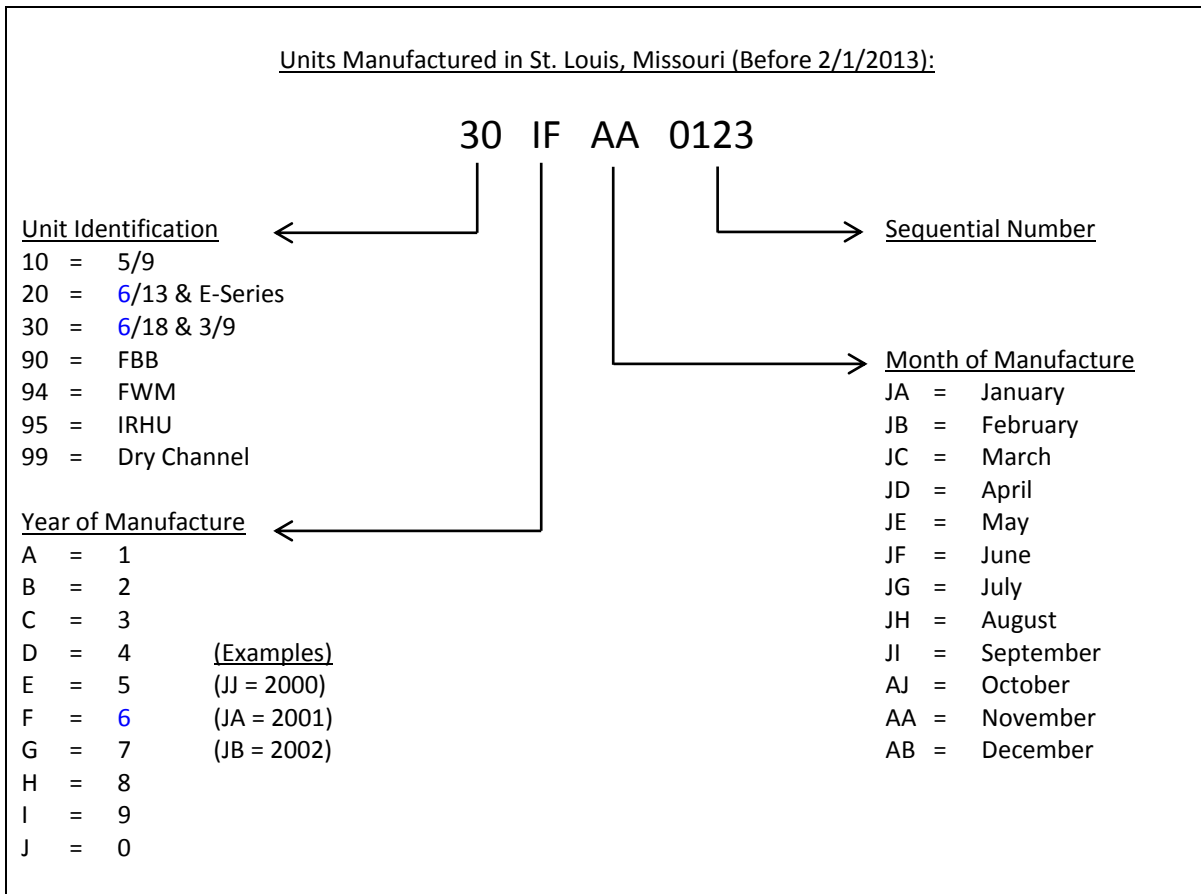 Units Manufactured in St. Louis, Missouri (Before 2/1/2013):
30 IF AA 0123
Unit Identification
10 = 5/9
20 = 6/13 & E-Series
30 = 6/18 & 3/9
90 = FBB
94 = FWM
95 = IRHU
99 = Dry Channel
Year of Manufacture
A = 1
B = 2
C = 3
D = 4
E = 5
F = 6
G = 7
H = 8
I = 9
J = 0
(Examples)
(JJ = 2000)
(JA = 2001)
(JB = 2002)
Sequential Number
Month of Manufacture
JA = January
JB = February
JC = March
JD = April
JE = May
JF = June
JG = July
JH = August
JI = September
AJ = October
AA = November
AB = December